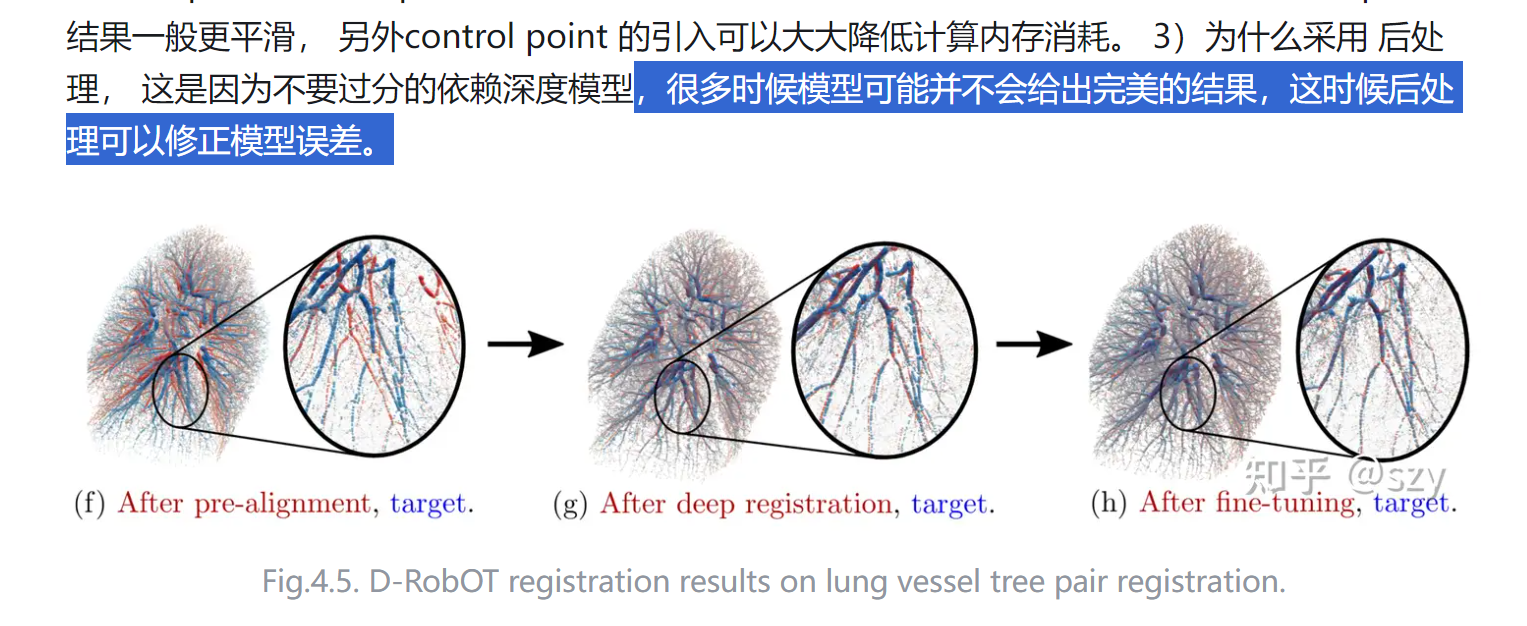 结果一般更平滑， 另外control point 的引入可以大大降低计算内存消耗。 3）为什么采用 后处
理， 这是因为不要过分的依赖深度模型，很多时候模型可能并不会给出完美的结果，这时候后处
理可以修正模型误差。
知乎 @szy
(f) After pre-alignment, target.
(g) After deep registration, target.
(h) After fine-tuning, target.
Fig.4.5. D-RobOT registration results on lung vessel tree pair registration.